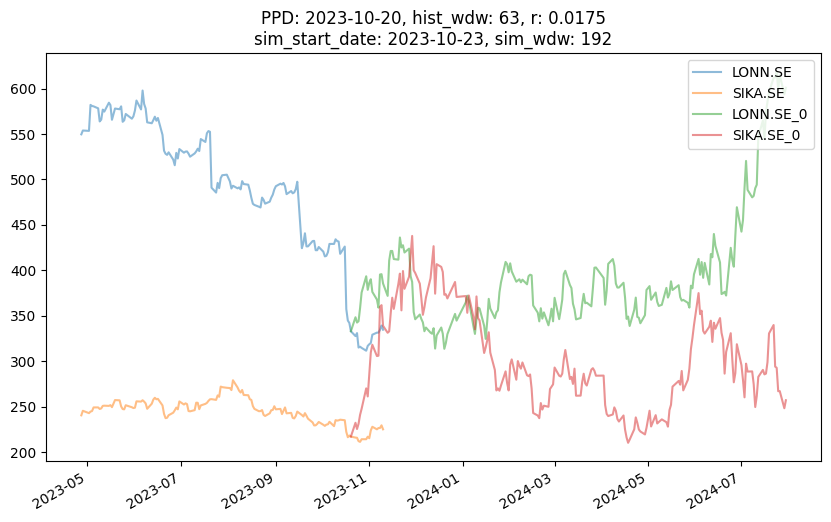 PPD: 2023-10-20, hist_wdw: 63, r: 0.0175
sim_start_date: 2023-10-23, sim_wdw: 192
LONN.SE
SIKA.SE
LONN.SE_0
SIKA.SE_0
600
550
500
450
400
350
300
250
200
2023-05
2023-07
2023-09
2023-11
2024-01
2024-03
2024-05
2024-07